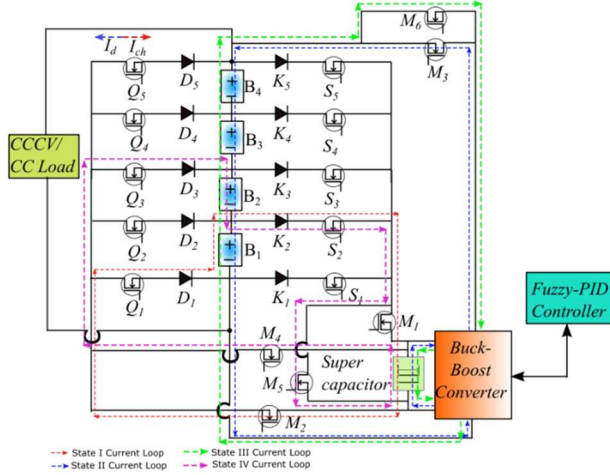 M6
Id Ich
M3
Q5 D5 K5 S5
B4
Q4 D4 K4 S4
B3
CCCV/
CC Load
Q3 D3 K3 S3
B2
Q2 D2 K2 S2
B1
Q1 D1 K1 S1
Fuzzy-PID
Controller
M1
M4
Buck-
Boost
Converter
Super
capacitor
M5
M2
State I Current Loop
State III Current Loop
State II Current Loop
State IV Current Loop